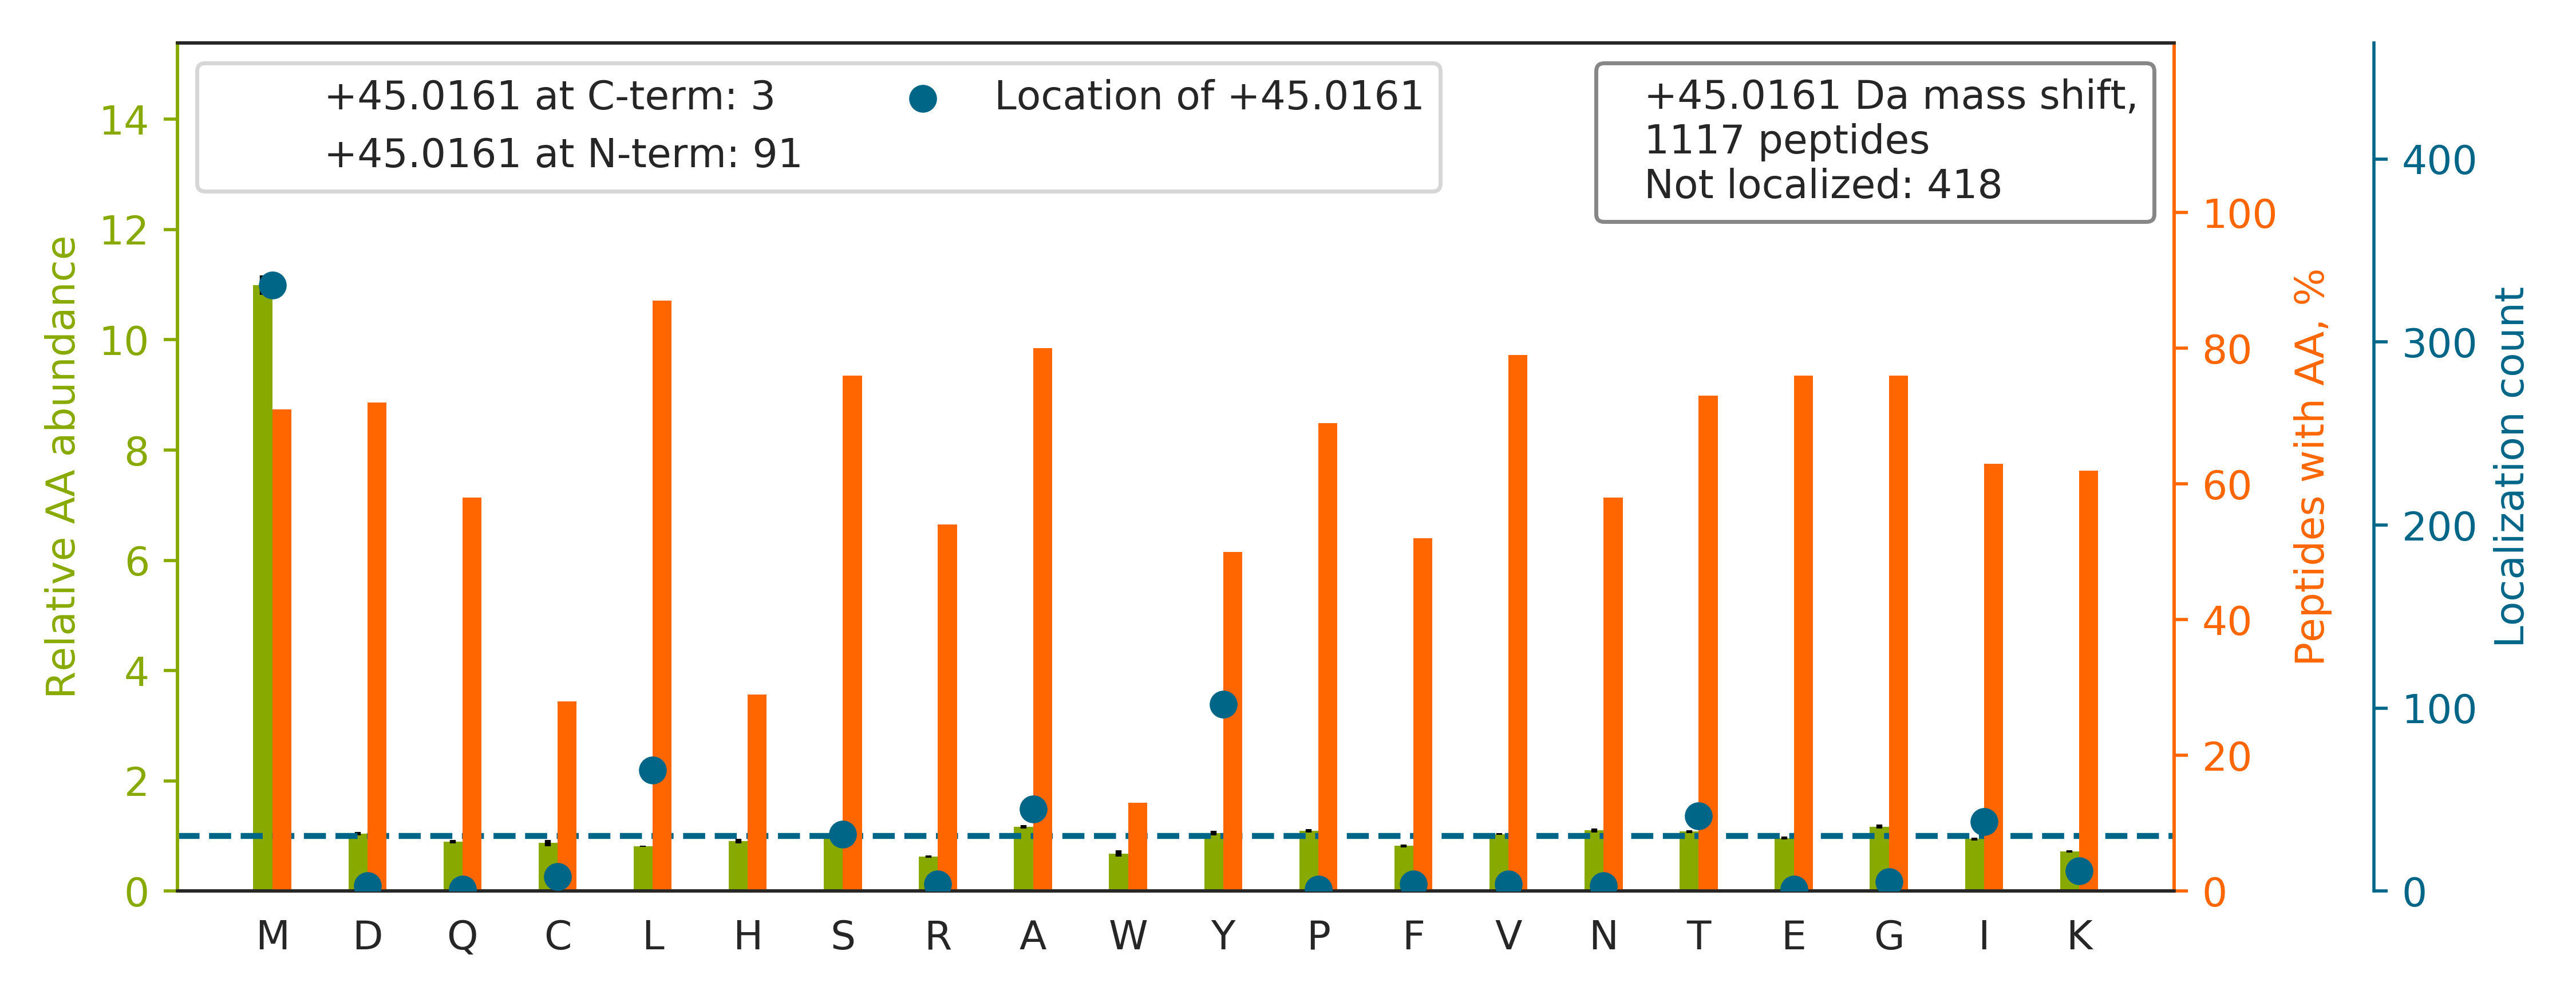 +45.0161 at C-term: 3
+45.0161 at N-term: 91
Location of +45.0161
+45.0161 Da mass shift,
1117 peptides
Not localized: 418
Relative AA abundance
14
12
10
8
6
4
2
0
100
80
60
40
20
0
Peptides with AA, %
400
300
200
100
0
Localization count
M D Q C L H S R A W Y P F V N T E G I K